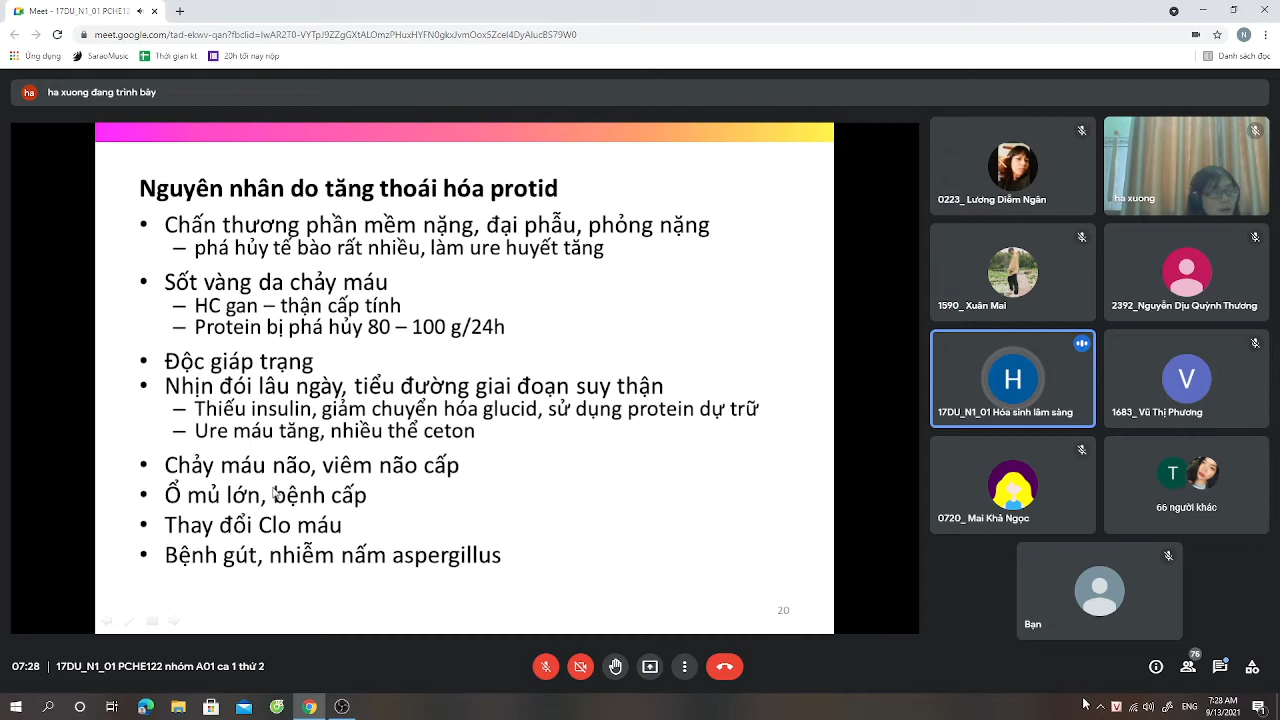 Meet - 17DU_N1_01 PCHE12
meet.google.com/tad-ekwv-qan?fbclid=IwAR2T0-VYTpJ9ZZgGXtALOmzPHuxHYFN0gkxJvmOoxSZcel4DyAIucBS79W0
N
Ứng dụng
SaraoMusic
Thời gian kt
20h tối nay nộp
Danh sách đọc
ha
ha xuong đang trình bày
Nguyên nhân do tăng thoái hóa protid
• Chấn thương phần mềm nặng, đại phẫu, phỏng nặng
– phá hủy tế bào rất nhiều, làm ure huyết tăng
• Sốt vàng da chảy máu
– HC gan – thận cấp tính
– Protein bị phá hủy 80 – 100 g/24h
• Độc giáp trạng
• Nhịn đói lâu ngày, tiểu đường giai đoạn suy thận
– Thiếu insulin, giảm chuyển hóa glucid, sử dụng protein dự trữ
– Ure máu tăng, nhiều thể ceton
• Chảy máu não, viêm não cấp
• Ổ mủ lớn, bệnh cấp
• Thay đổi Clo máu
• Bệnh gút, nhiễm nấm aspergillus
20
0223_ Lương Diễm Ngân
ha xuong
1590_ Xuân Mai
2392_Nguyễn Dụ Quỳnh Thương
H
17DU_N1_01 Hóa sinh lâm sàng
V
1683_ Vũ Thị Phương
0720_ Mai Khả Ngọc
T
66 người khác
Bạn
07:28 | 17DU_N1_01 PCHE122 nhóm A01 ca 1 thứ 2
75
7:28 AM
9/13/2021